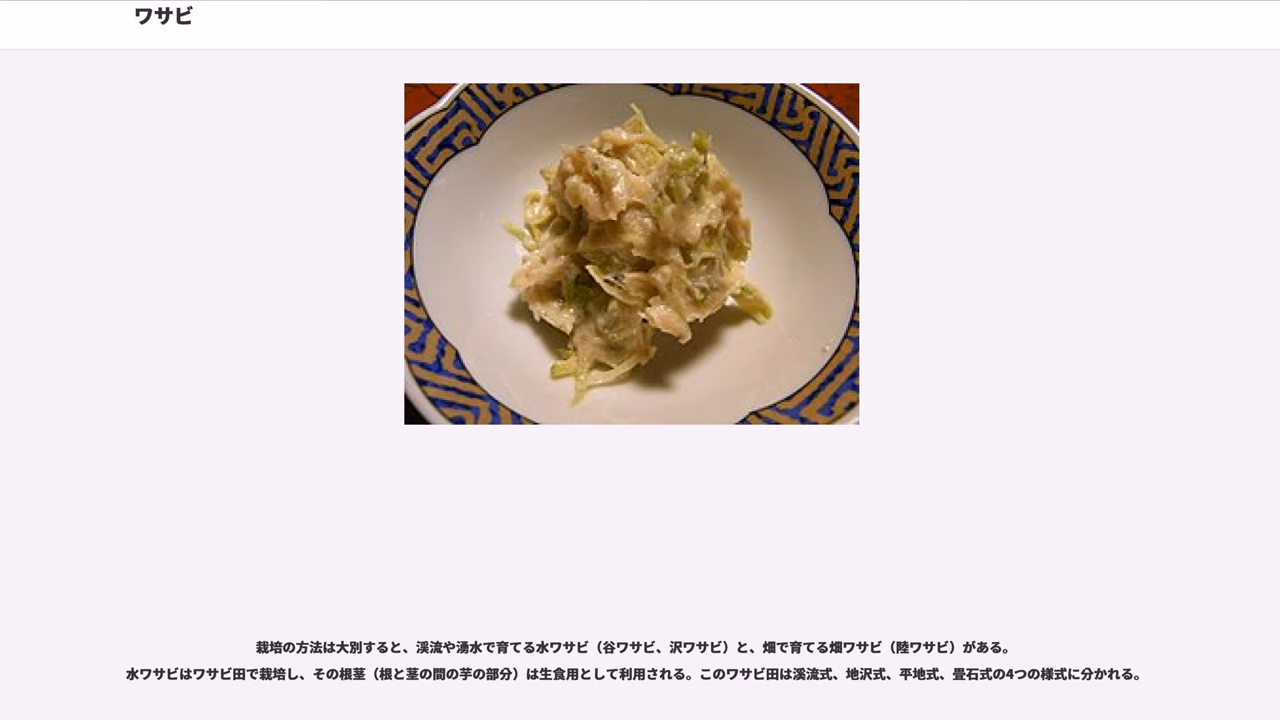 ワサビ
栽培の方法は大別すると、渓流や湧水で育てる水ワサビ（谷ワサビ、沢ワサビ）と、畑で育てる畑ワサビ（陸ワサビ）がある。
水ワサビはワサビ田で栽培し、その根茎（根と茎の間の芋の部分）は生食用として利用される。このワサビ田は溪流式、地沢式、平地式、畳石式の4つの様式に分かれる。